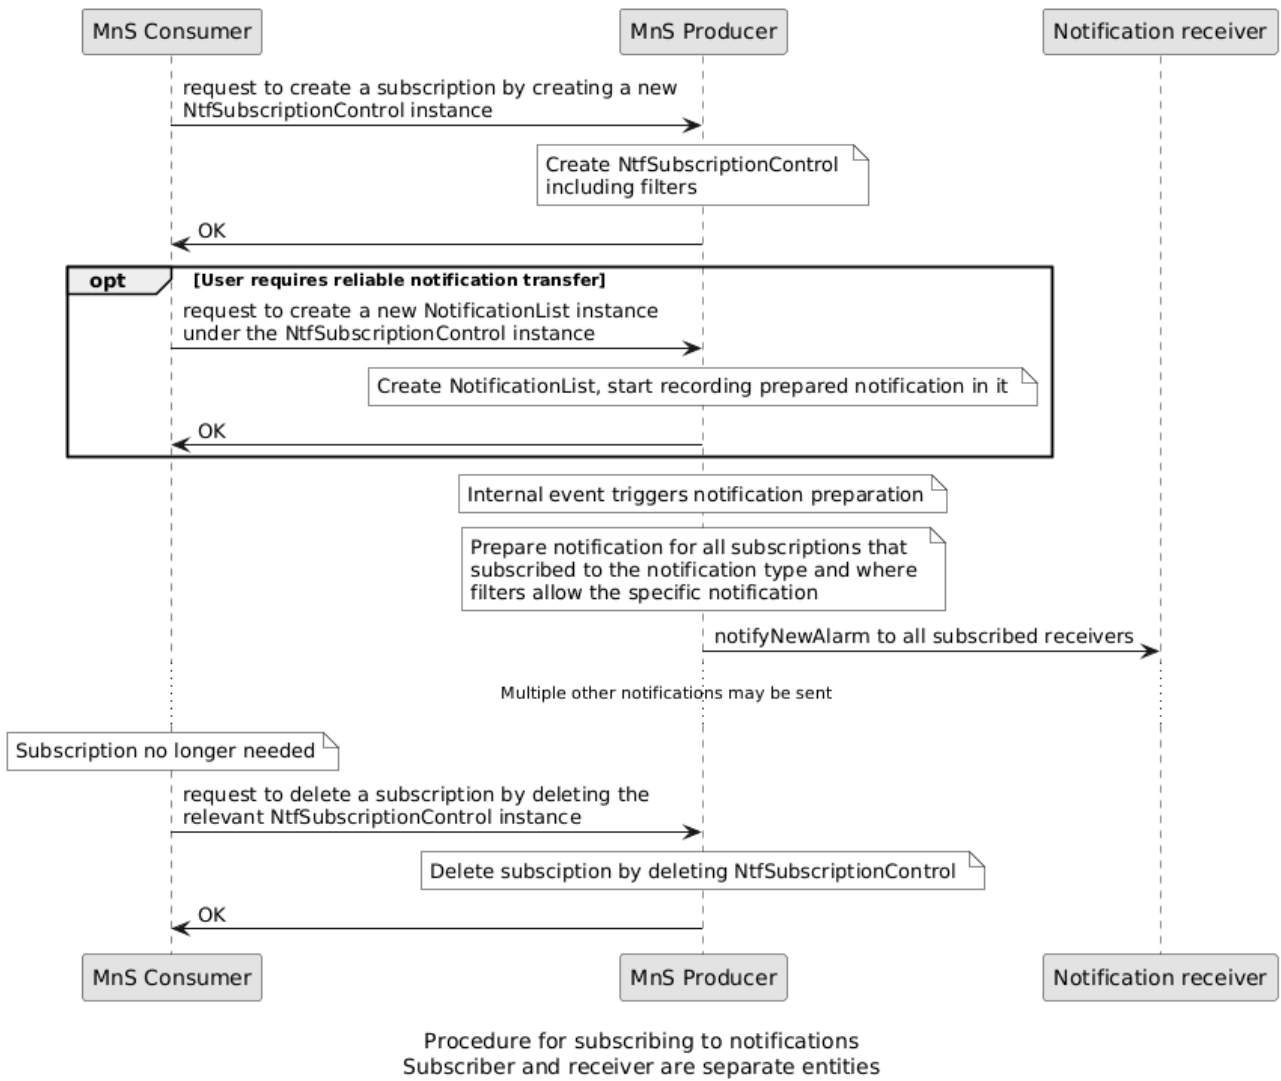 MnS Consumer
MnS Producer
Notification receiver
request to create a subscription by creating a new
NtfSubscriptionControl instance
Create NtfSubscriptionControl
including filters
OK
opt
[User requires reliable notification transfer]
request to create a new NotificationList instance
under the NtfSubscriptionControl instance
Create NotificationList, start recording prepared notification in it
OK
Internal event triggers notification preparation
Prepare notification for all subscriptions that
subscribed to the notification type and where
filters allow the specific notification
notifyNewAlarm to all subscribed receivers
Multiple other notifications may be sent
Subscription no longer needed
request to delete a subscription by deleting the
relevant NtfSubscriptionControl instance
Delete subsciption by deleting NtfSubscriptionControl
OK
MnS Consumer
MnS Producer
Notification receiver
Procedure for subscribing to notifications
Subscriber and receiver are separate entities